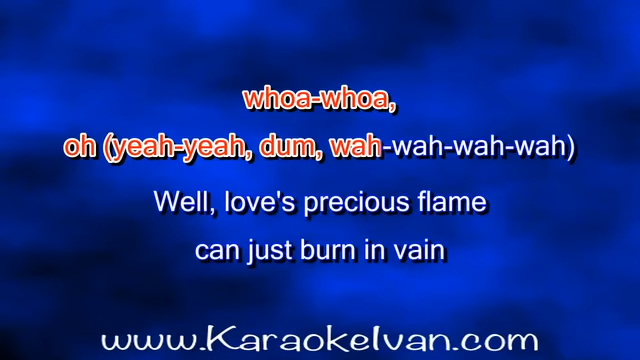 whoa-whoa,
oh (yeah-yeah, dum, wah-wah-wah-wah)
Well, love's precious flame
can just burn in vain
www.KaraokeIvan.com